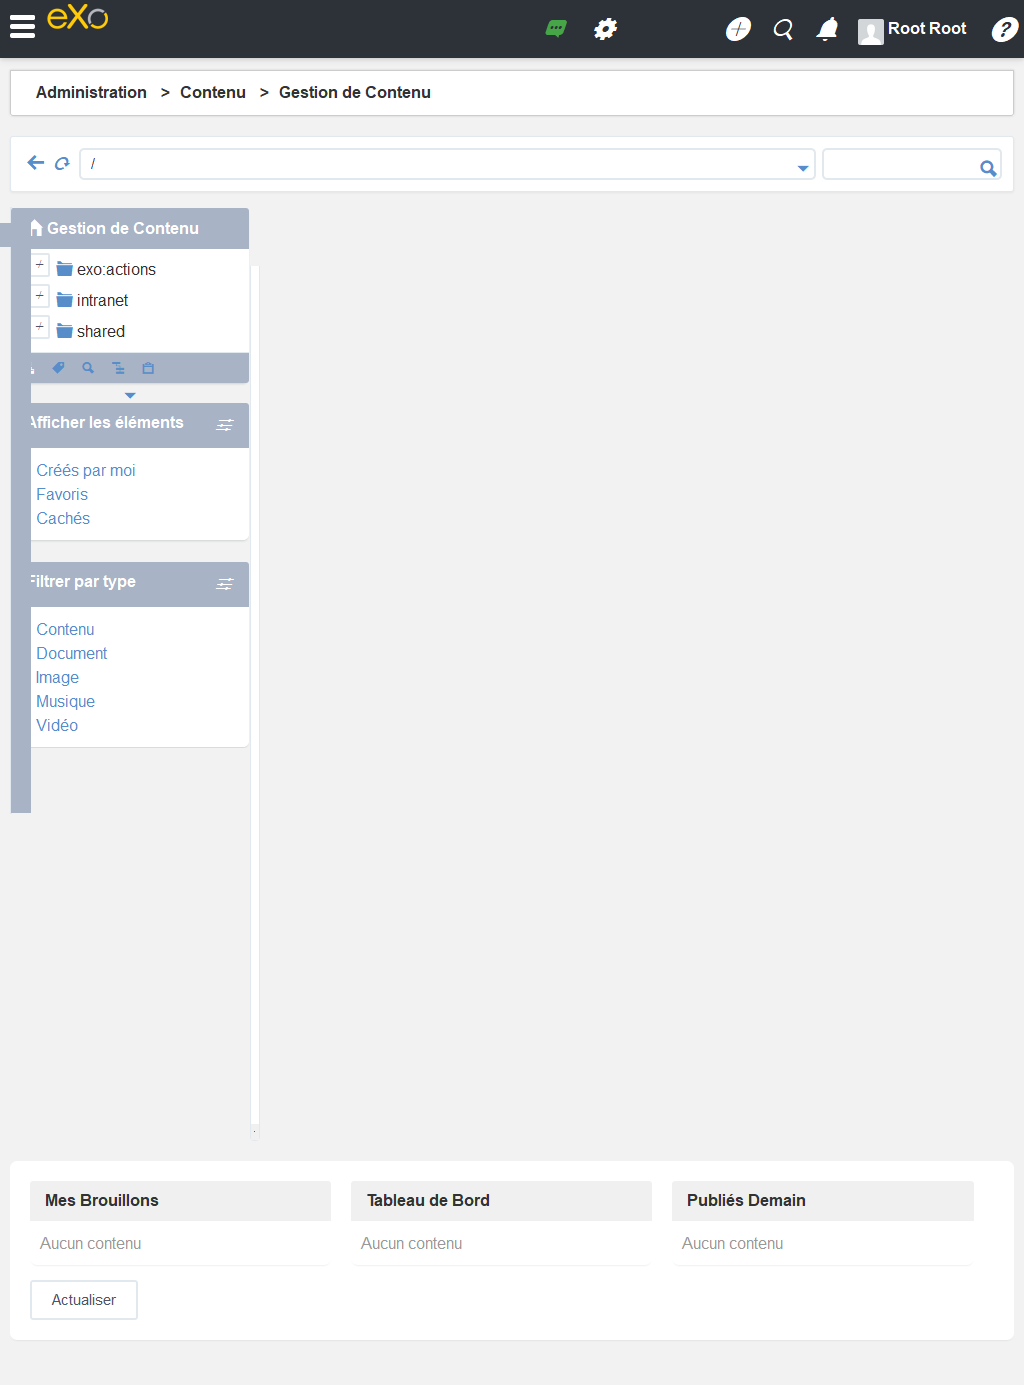 eXo
Root Root
?
Administration > Contenu > Gestion de Contenu
/
Gestion de Contenu
exo:actions
intranet
shared
Afficher les éléments
Créés par moi
Favoris
Cachés
Filtrer par type
Contenu
Document
Image
Musique
Vidéo
Mes Brouillons
Tableau de Bord
Publiés Demain
Aucun contenu
Aucun contenu
Aucun contenu
Actualiser